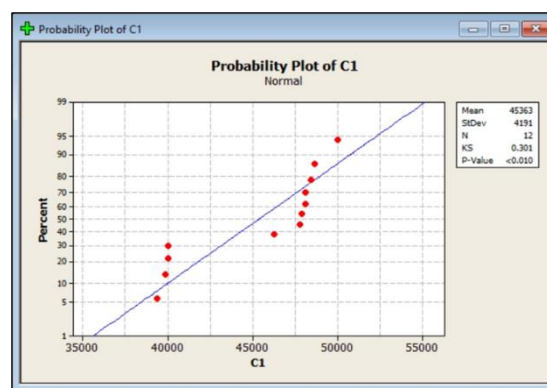 Probability Plot of C1
Probability Plot of C1
Normal
99
95
90
80
70
60
50
40
30
20
10
5
1
Percent
35000 40000 45000 50000 55000
C1
Mean 45363
StDev 4191
N 12
KS 0.301
P-Value <0.010